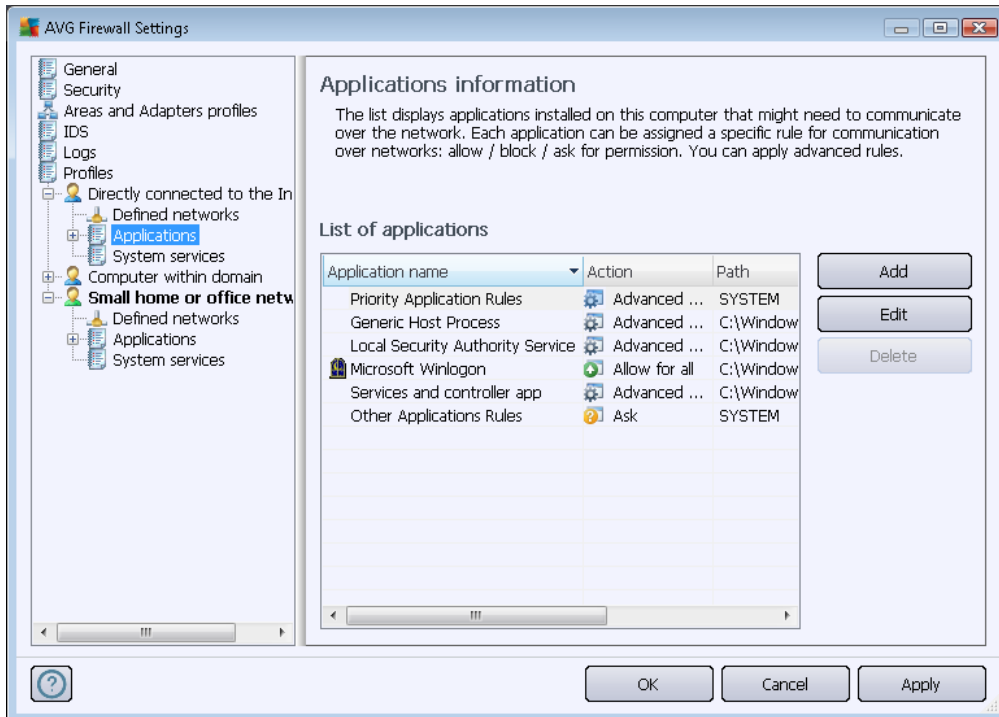 AVG Firewall Settings
General
Security
Areas and Adapters profiles
IDS
Logs
Profiles
Directly connected to the In
Defined networks
Applications
System services
Computer within domain
Small home or office netw
Defined networks
Applications
System services
Applications information
The list displays applications installed on this computer that might need to communicate
over the network. Each application can be assigned a specific rule for communication
over networks: allow / block / ask for permission. You can apply advanced rules.
List of applications
Application name Action Path
Priority Application Rules Advanced ... SYSTEM
Generic Host Process Advanced ... C:\Window
Local Security Authority Service Advanced ... C:\Window
Microsoft Winlogon Allow for all C:\Window
Services and controller app Advanced ... C:\Window
Other Applications Rules Ask SYSTEM
Add
Edit
Delete
OK Cancel Apply